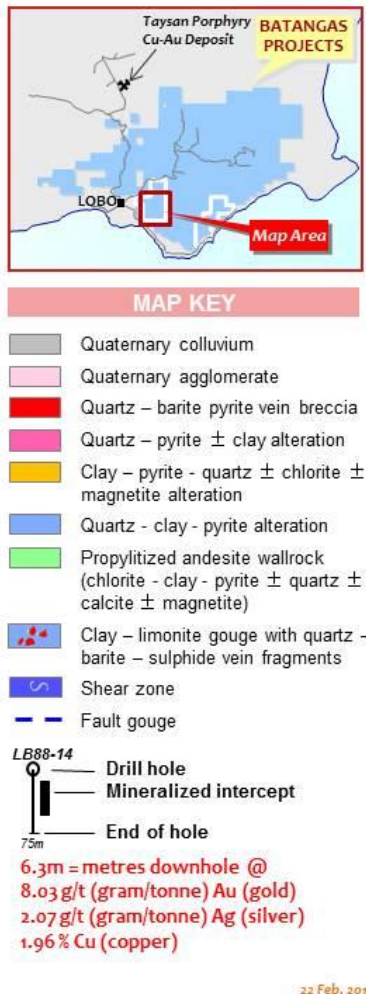 Taysan Porphyry
Cu-Au Deposit
BATANGAS
PROJECTS
LOBO
Map Area
MAP KEY
Quaternary colluvium
Quaternary agglomerate
Quartz – barite pyrite vein breccia
Quartz – pyrite ± clay alteration
Clay – pyrite - quartz ± chlorite ±
magnetite alteration
Quartz - clay - pyrite alteration
Propylitized andesite wallrock
(chlorite - clay - pyrite ± quartz ±
calcite ± magnetite)
Clay – limonite gouge with quartz –
barite – sulphide vein fragments
S Shear zone
Fault gouge
LB88-14
Drill hole
Mineralized intercept
End of hole
75m
6.3m = metres downhole @
8.03 g/t (gram/tonne) Au (gold)
2.07 g/t (gram/tonne) Ag (silver)
1.96 % Cu (copper)
22 Feb. 201